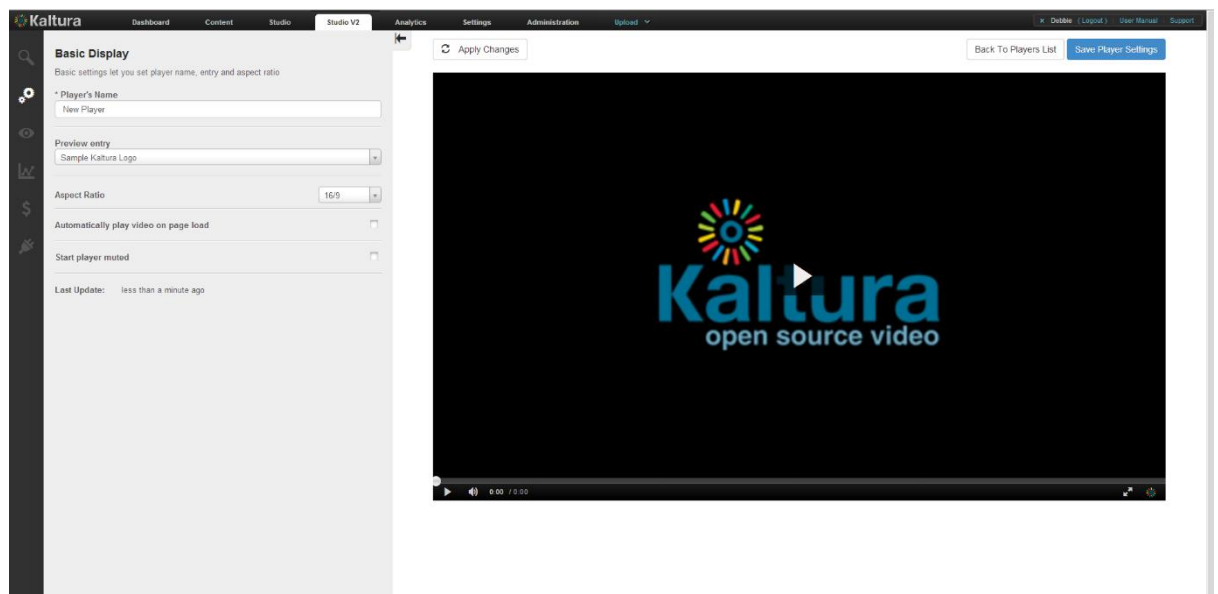 Kaltura Dashboard Content Studio Studio V2 Analytics Settings Administration Upload × Debbie ( Logout ) User Manual Support
Basic Display
Basic settings let you set player name, entry and aspect ratio
* Player's Name
New Player
Preview entry
Sample Kaltura Logo
Aspect Ratio 16/9
Automatically play video on page load
Start player muted
Last Update: less than a minute ago
Apply Changes Back To Players List Save Player Settings
Kaltura
open source video
0:00 / 0:00